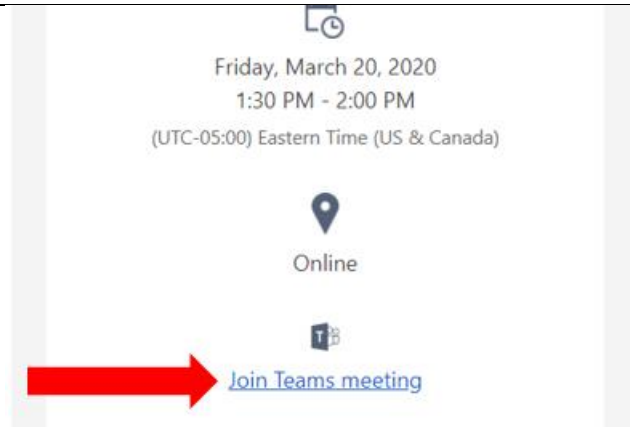 Friday, March 20, 2020
1:30 PM - 2:00 PM
(UTC-05:00) Eastern Time (US & Canada)
Online
T
Join Teams meeting